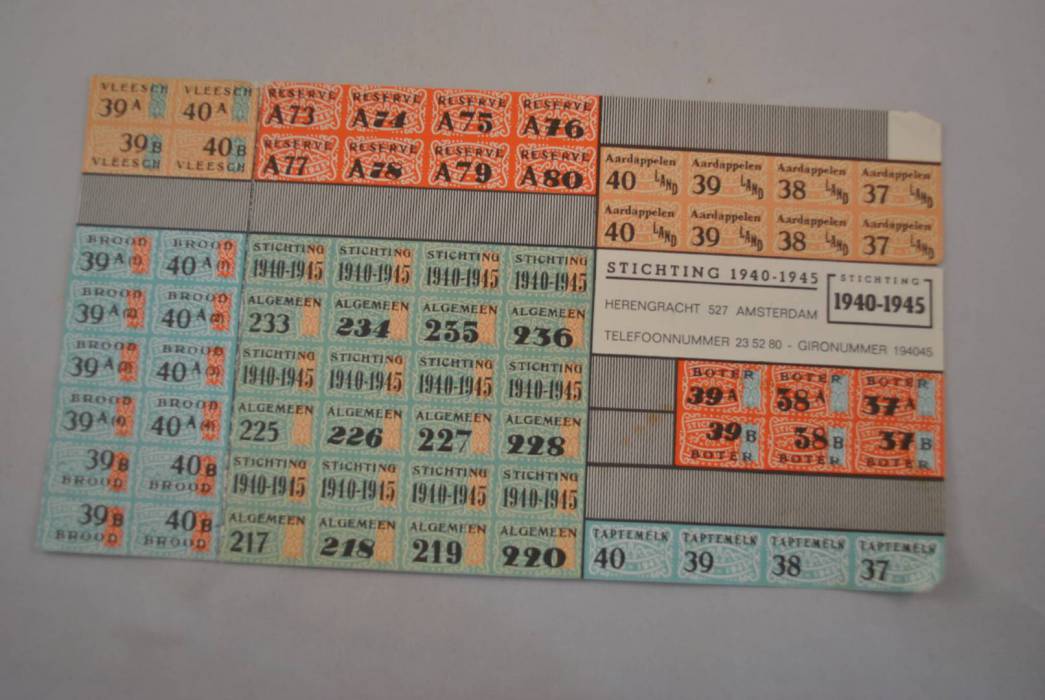 VLEESCH VLEESCH
39 A 40 A
39 B 40 B
VLEESCH VLEESCH
RESERVE RESERVE RESERVE RESERVE
A73 A74 A75 A76
RESERVE RESERVE RESERVE RESERVE
A77 A78 A79 A80
Aardappelen Aardappelen Aardappelen Aardappelen
40 LAND 39 LAND 38 LAND 37 LAND
Aardappelen Aardappelen Aardappelen Aardappelen
40 LAND 39 LAND 38 LAND 37 LAND
BROOD BROOD
39 A (1) 40 A (1)
BROOD BROOD
39 A (2) 40 A (2)
BROOD BROOD
39 A (3) 40 A (3)
BROOD BROOD
39 A (4) 40 A (4)
39 B 40 B
BROOD BROOD
39 B 40 B
BROOD BROOD
STICHTING STICHTING STICHTING STICHTING
1940-1945 1940-1945 1940-1945 1940-1945
ALGEMEEN ALGEMEEN ALGEMEEN ALGEMEEN
233 234 235 236
STICHTING STICHTING STICHTING STICHTING
1940-1945 1940-1945 1940-1945 1940-1945
ALGEMEEN ALGEMEEN ALGEMEEN ALGEMEEN
225 226 227 228
STICHTING STICHTING STICHTING STICHTING
1940-1945 1940-1945 1940-1945 1940-1945
ALGEMEEN ALGEMEEN ALGEMEEN ALGEMEEN
217 218 219 220
STICHTING 1940-1945
HERENGRACHT 527 AMSTERDAM
TELEFOONNUMMER 23 52 80 - GIRONUMMER 194045
STICHTING
1940-1945
BOTER BOTER BOTER
39 A 38 A 37 A
39 B 38 B 37 B
BOTER BOTER BOTER
TAPTEMELK TAPTEMELK TAPTEMELK TAPTEMELK
40 39 38 37